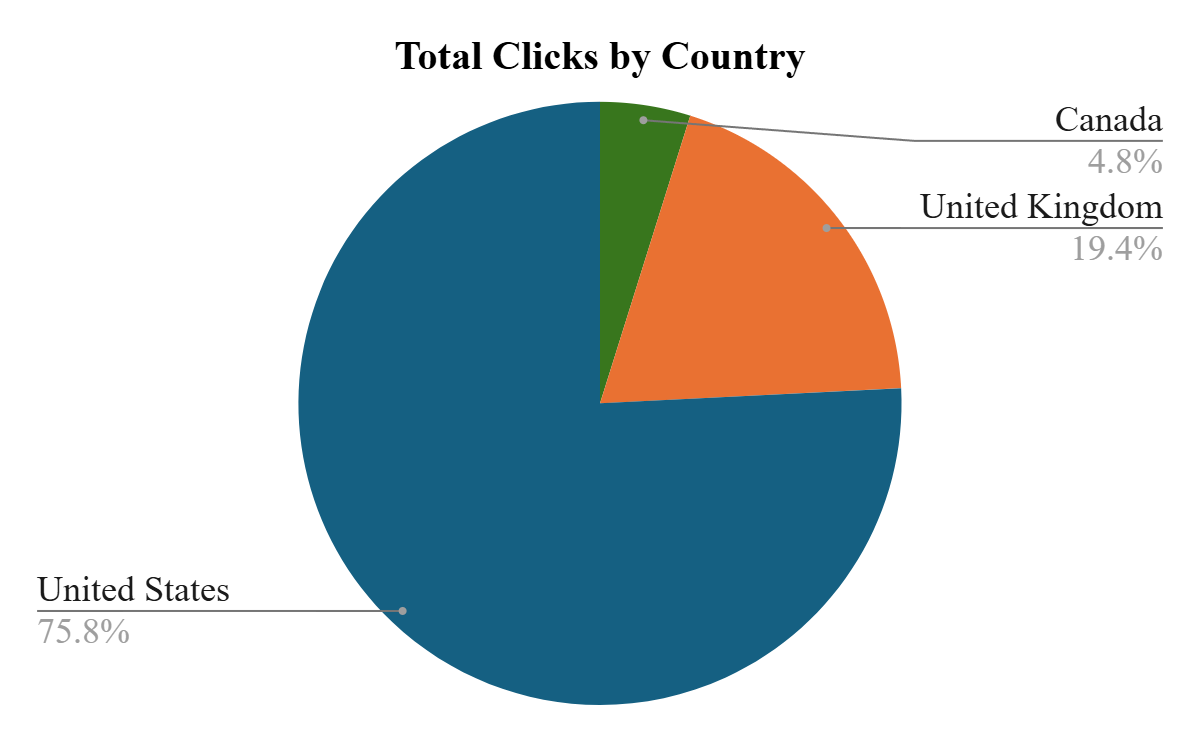 Total Clicks by Country
Canada
4.8%
United Kingdom
19.4%
United States
75.8%